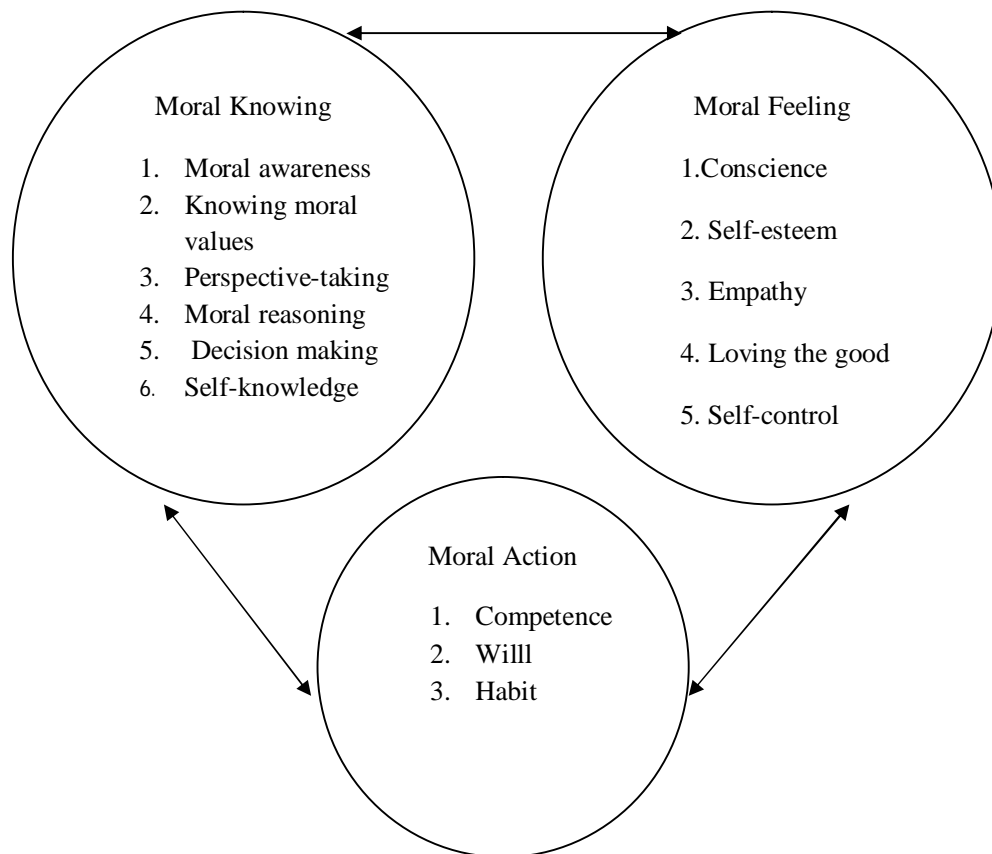 Moral Knowing
1. Moral awareness
2. Knowing moral
values
3. Perspective-taking
4. Moral reasoning
5. Decision making
6. Self-knowledge
Moral Feeling
1.Conscience
2. Self-esteem
3. Empathy
4. Loving the good
5. Self-control
Moral Action
1. Competence
2. Willl
3. Habit